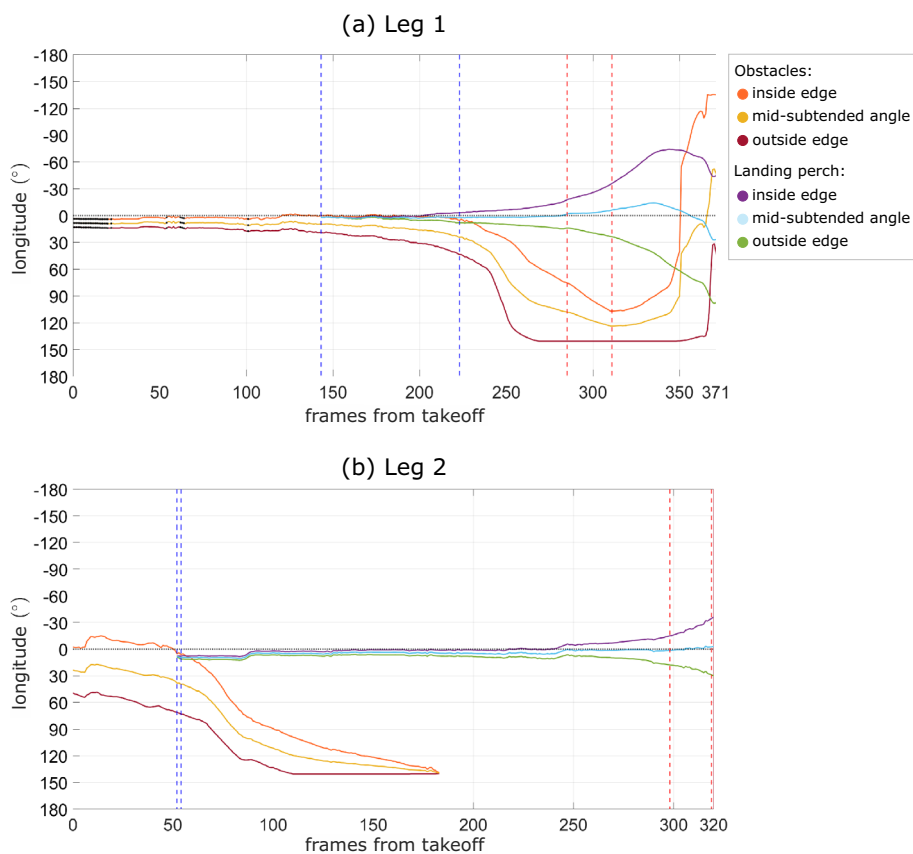 (a) Leg 1
-180
-150
-120
-90
-60
-30
0
30
60
90
120
150
180
longitude (°)
0 50 100 150 200 250 300 350 371
frames from takeoff
Obstacles:
inside edge
mid-subtended angle
outside edge
Landing perch:
inside edge
mid-subtended angle
outside edge
(b) Leg 2
-180
-150
-120
-90
-60
-30
0
30
60
90
120
150
180
longitude (°)
0 50 100 150 200 250 300 320
frames from takeoff